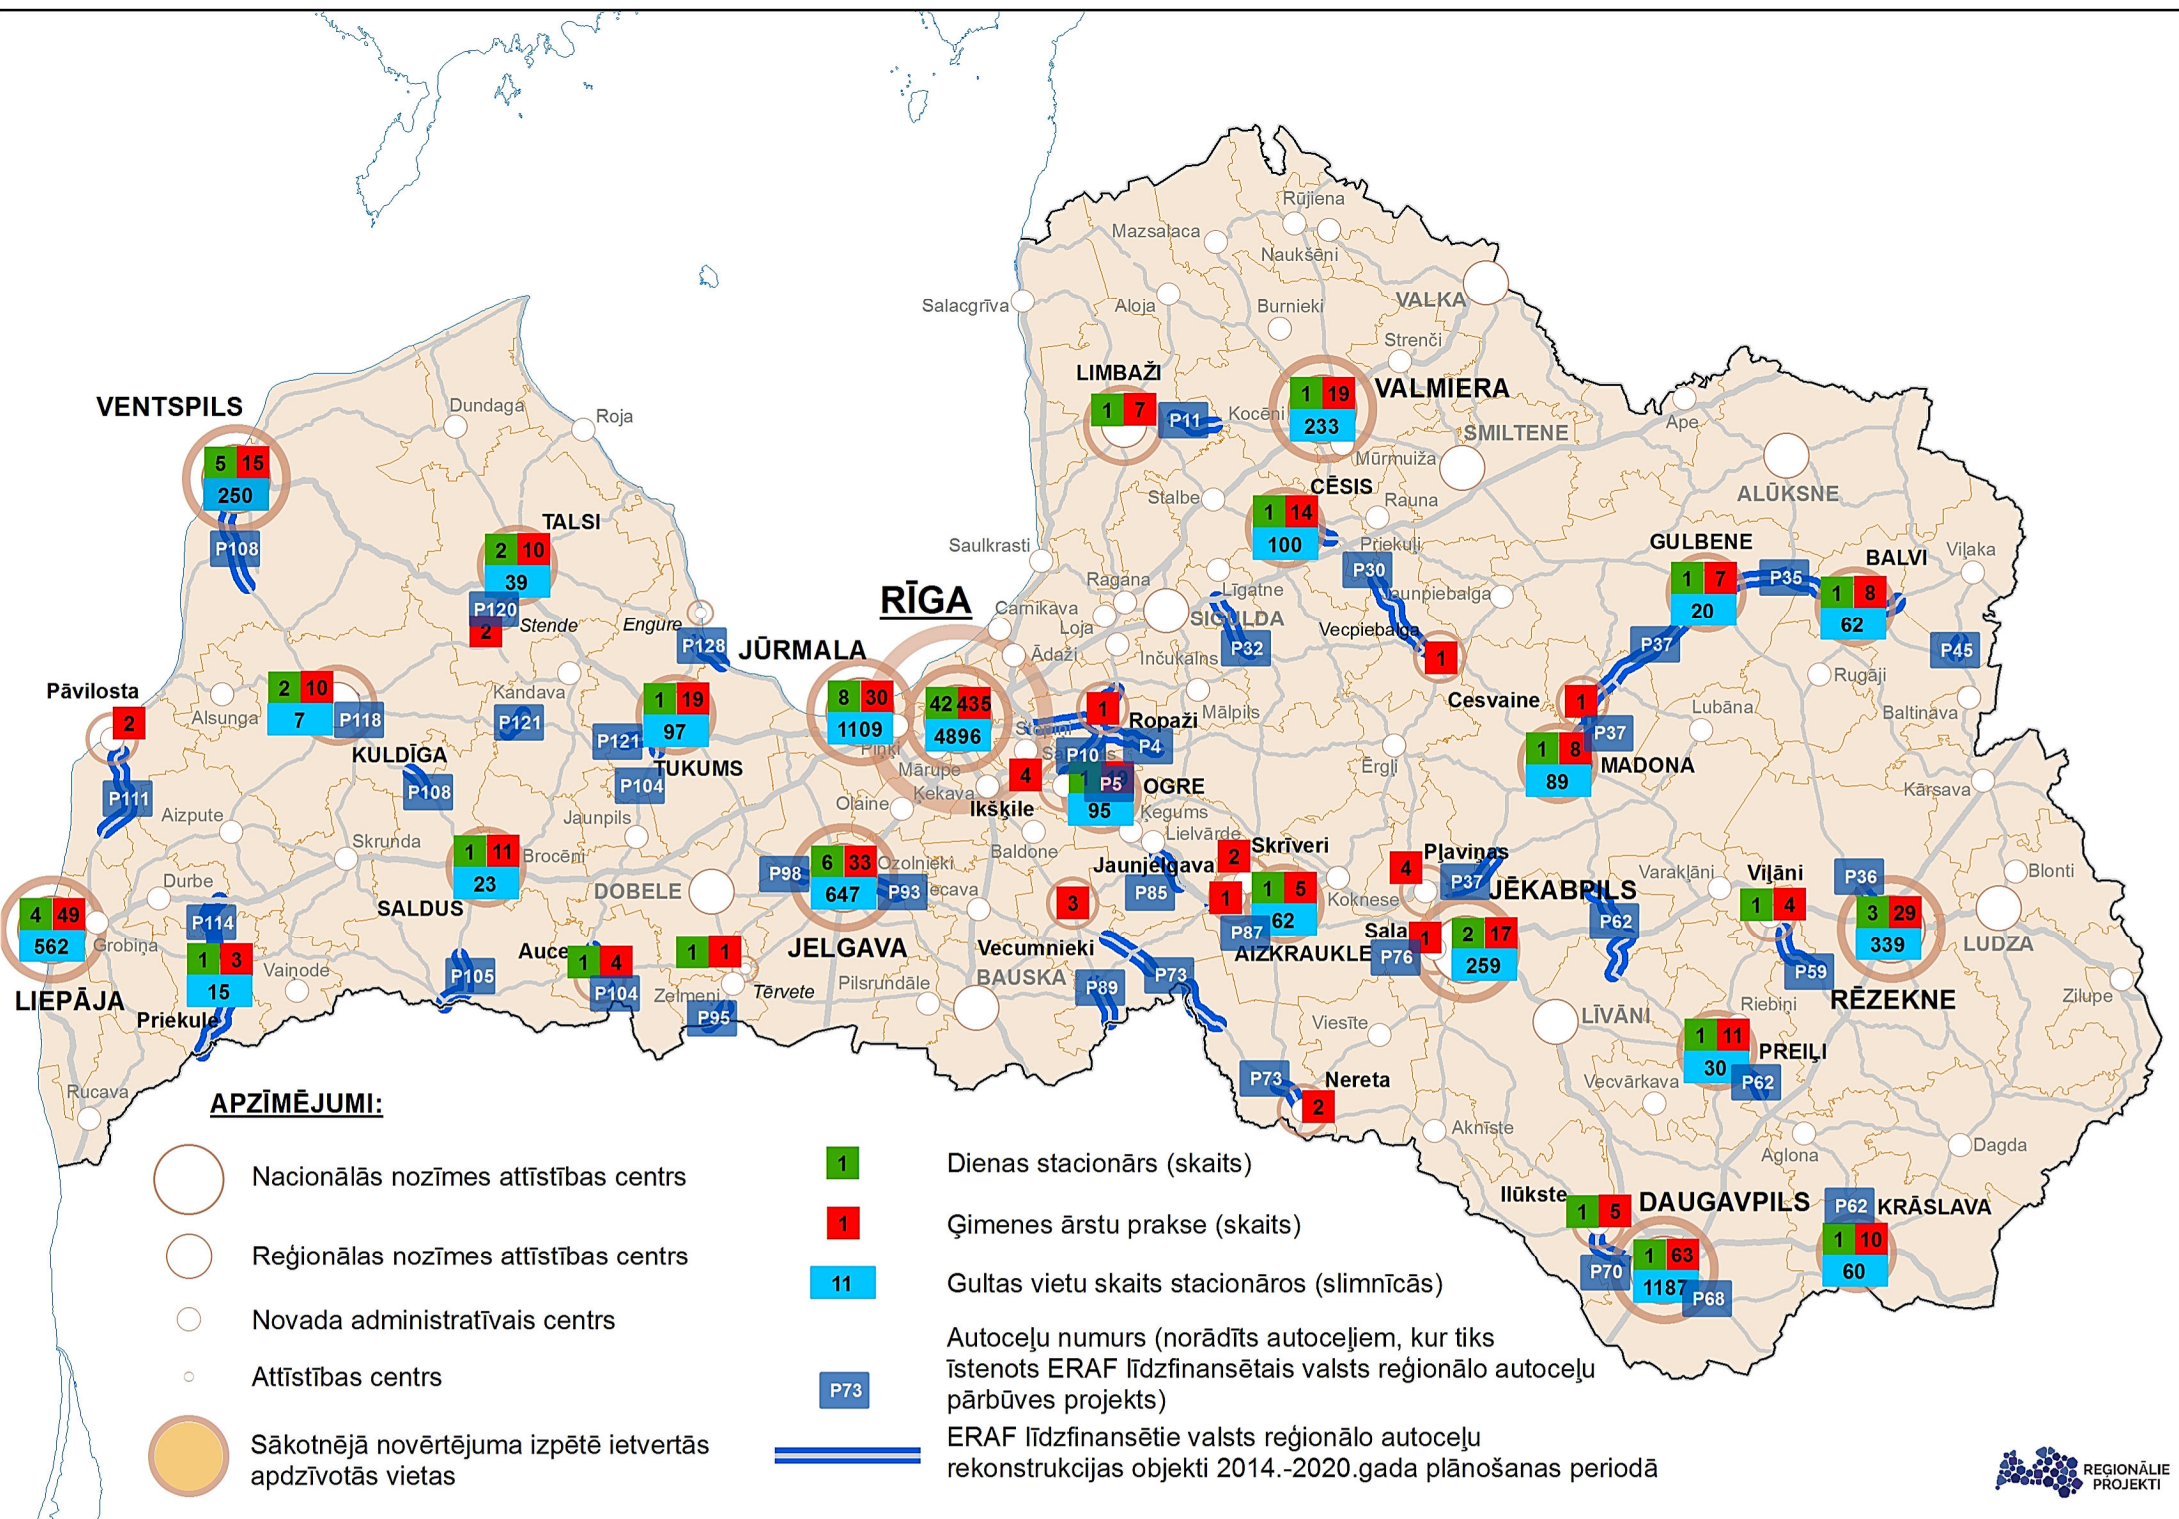 Rūjiena
Mazsalaca
Naukšēni
VALKA
Salacgrīva
Aloja
Burnieki
Strenči
LIMBAŽI
1 7
P11
Kocēni
1 19
233
VALMIERA
Ape
SMILTENE
Mūrmuiža
VENTSPILS
5 15
250
P108
Dundaga
Roja
TALSI
2 10
39
P120
2
Stende
Engure
P128
Stalbe
CĒSIS
1 14
100
Rauna
Priekuļi
P30
ALŪKSNE
GULBENE
1 7
20
P35
BALVI
1 8
62
Viļaka
P45
Saulkrasti
Ragana
Līgatne
Jaunpiebalga
RĪGA
Carnikava
Loja
SIGULDA
Vecpiebalga
1
P37
JŪRMALA
Ādaži
Inčukalns
P32
Rugāji
Pāvilosta
2
Alsunga
2 10
7
P118
KULDĪGA
Kandava
P121
P121
1 19
97
TUKUMS
P104
8 30
1109
Piņķi
42 435
4896
Stopiņi
1
Ropaži
Mālpils
P10
P4
Cesvaine
1
P37
Lubāna
Baltinava
1 8
89
MADONA
Ērgļi
P111
Aizpute
P108
Jaunpils
Mārupe
Ķekava
Olaine
4
Ikšķile
1 19
P5
95
OGRE
Ķegums
Lielvārde
Kārsava
Skrunda
1 11
23
Brocēni
SALDUS
DOBELE
P98
6 33
647
Ozolnieki
P93
JELGAVA
Baldone
Jaunjelgava
P85
2
Skrīveri
1
1 5
62
P87
AIZKRAUKLE
Koknese
4
Pļaviņas
P37
JĒKABPILS
Varakļāni
Viļāni
1 4
P36
3 29
339
RĒZEKNE
Blonti
LUDZA
Durbe
4 49
562
Grobiņa
LIEPĀJA
P114
1 3
15
Priekule
Vaiņode
P105
Auce
1 4
P104
1 1
Zelmeņi
Tērvete
P95
Pilsrundāle
BAUSKA
3
Vecumnieki
P89
P73
Sala
P76
1
2 17
259
P62
P59
Riebiņi
Zilupe
Viesīte
LĪVĀNI
1 11
30
PREIĻI
P62
Vecvārkava
P73
Nereta
2
Aknīste
Rucava
Aglona
Dagda
Ilūkste
1 5
P70
DAUGAVPILS
1 63
1187
P68
P62
KRĀSLAVA
1 10
60
APZĪMĒJUMI:
Nacionālās nozīmes attīstības centrs
Reģionālas nozīmes attīstības centrs
Novada administratīvais centrs
Attīstības centrs
Sākotnējā novērtējuma izpētē ietvertās
apdzīvotās vietas
1
Dienas stacionārs (skaits)
1
Ģimenes ārstu prakse (skaits)
11
Gultas vietu skaits stacionāros (slimnīcās)
P73
Autoceļu numurs (norādīts autoceļiem, kur tiks
īstenots ERAF līdzfinansētais valsts reģionālo autoceļu
pārbūves projekts)
ERAF līdzfinansētie valsts reģionālo autoceļu
rekonstrukcijas objekti 2014.-2020.gada plānošanas periodā
REĢIONĀLIE
PROJEKTI